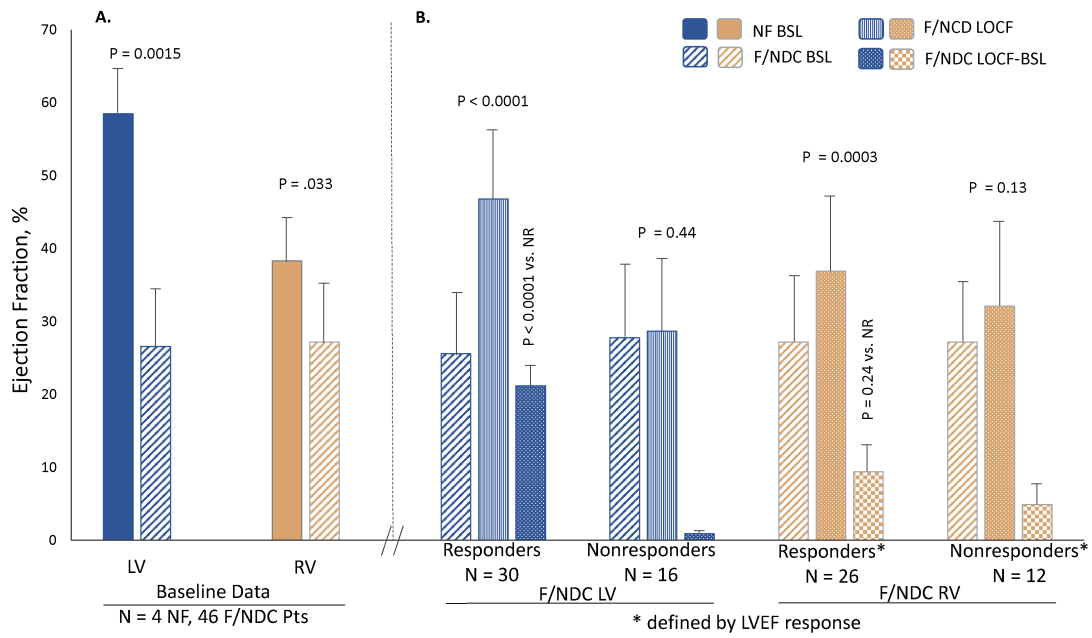 A.
B.
70
60
50
40
30
20
10
0
Ejection Fraction, %
NF BSL
F/NDC BSL
F/NCD LOCF
F/NDC LOCF-BSL
P = 0.0015
P = .033
P < 0.0001
P < 0.0001 vs. NR
P = 0.44
P = 0.0003
P = 0.24 vs. NR
P = 0.13
LV
RV
Baseline Data
N = 4 NF, 46 F/NDC Pts
Responders
N = 30
Nonresponders
N = 16
F/NDC LV
Responders*
N = 26
Nonresponders*
N = 12
F/NDC RV
* defined by LVEF response